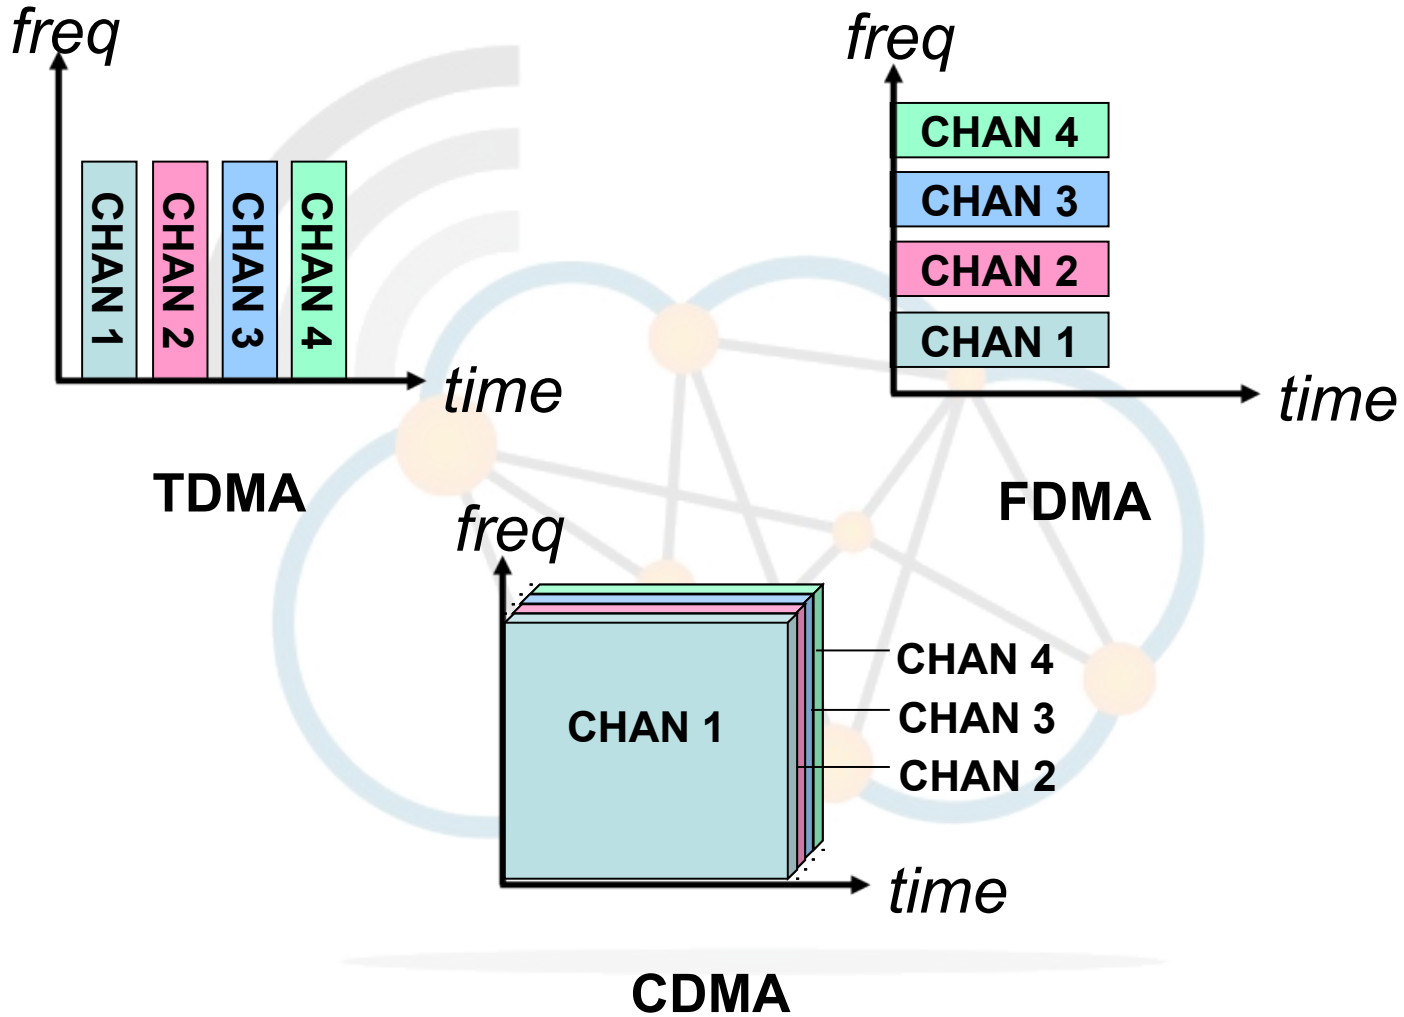 freq
CHAN 1
CHAN 2
CHAN 3
CHAN 4
time
TDMA
freq
CHAN 4
CHAN 3
CHAN 2
CHAN 1
time
FDMA
freq
CHAN 1
CHAN 4
CHAN 3
CHAN 2
time
CDMA